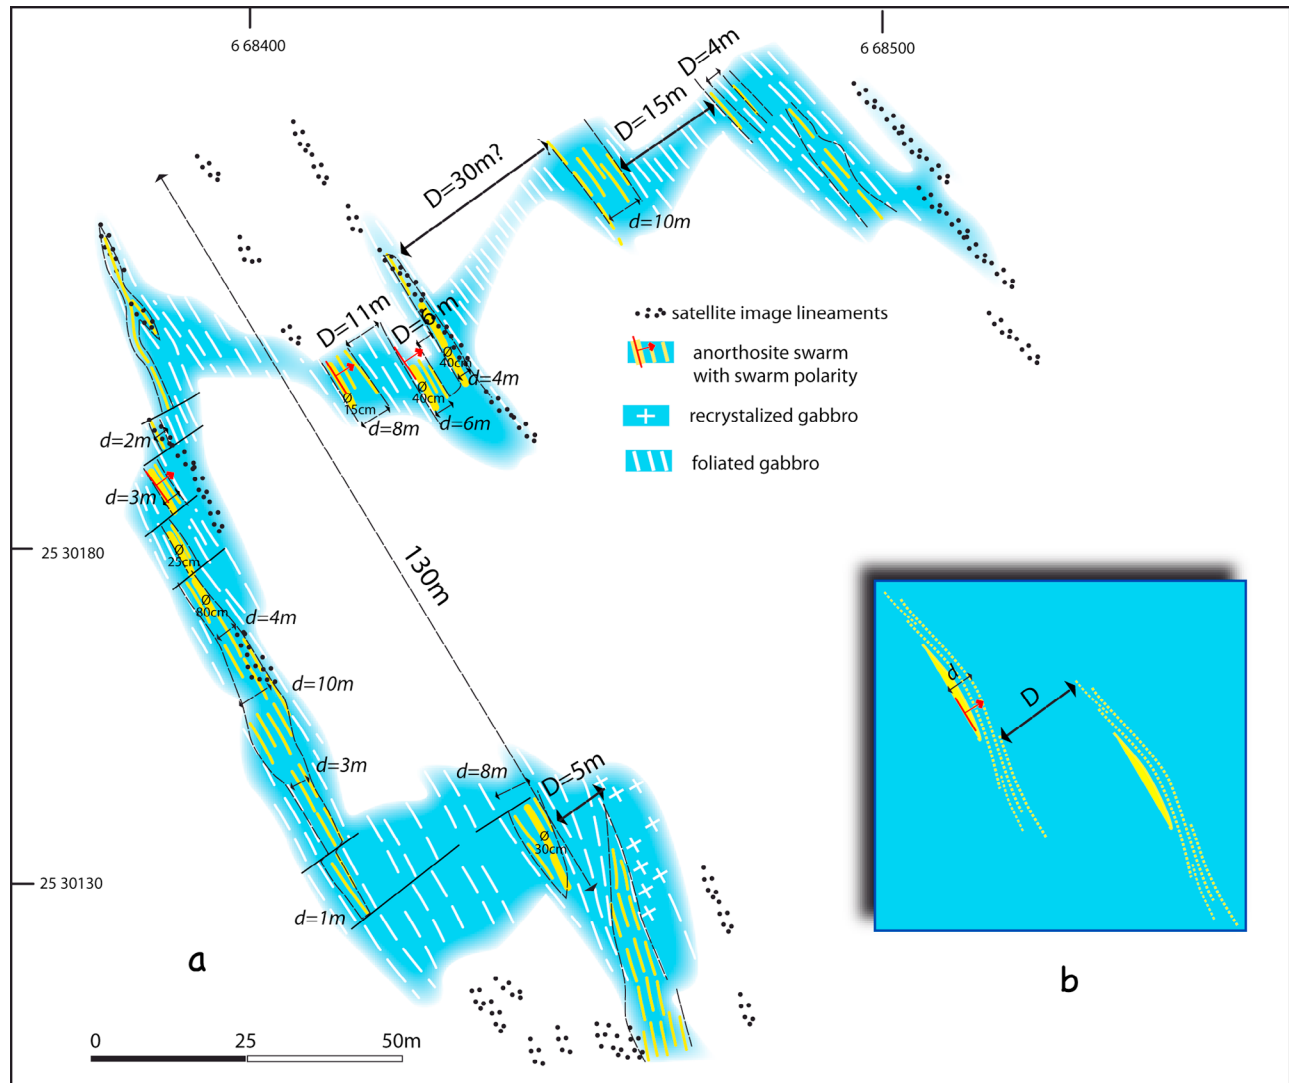 6 68400
6 68500
D=4m
D=15m
D=30m?
d=10m
D=11m
D=6 m
satellite image lineaments
anorthosite swarm
with swarm polarity
recrystalized gabbro
foliated gabbro
Ø
40cm
d=4m
Ø
40cm
Ø
15cm
d=6m
d=8m
d=2m
d=3m
25 30180
Ø
25cm
130m
Ø
80cm
d=4m
d=10m
d=3m
d=8m
D=5m
Ø
30cm
25 30130
d=1m
d
D
a
b
0
25
50m